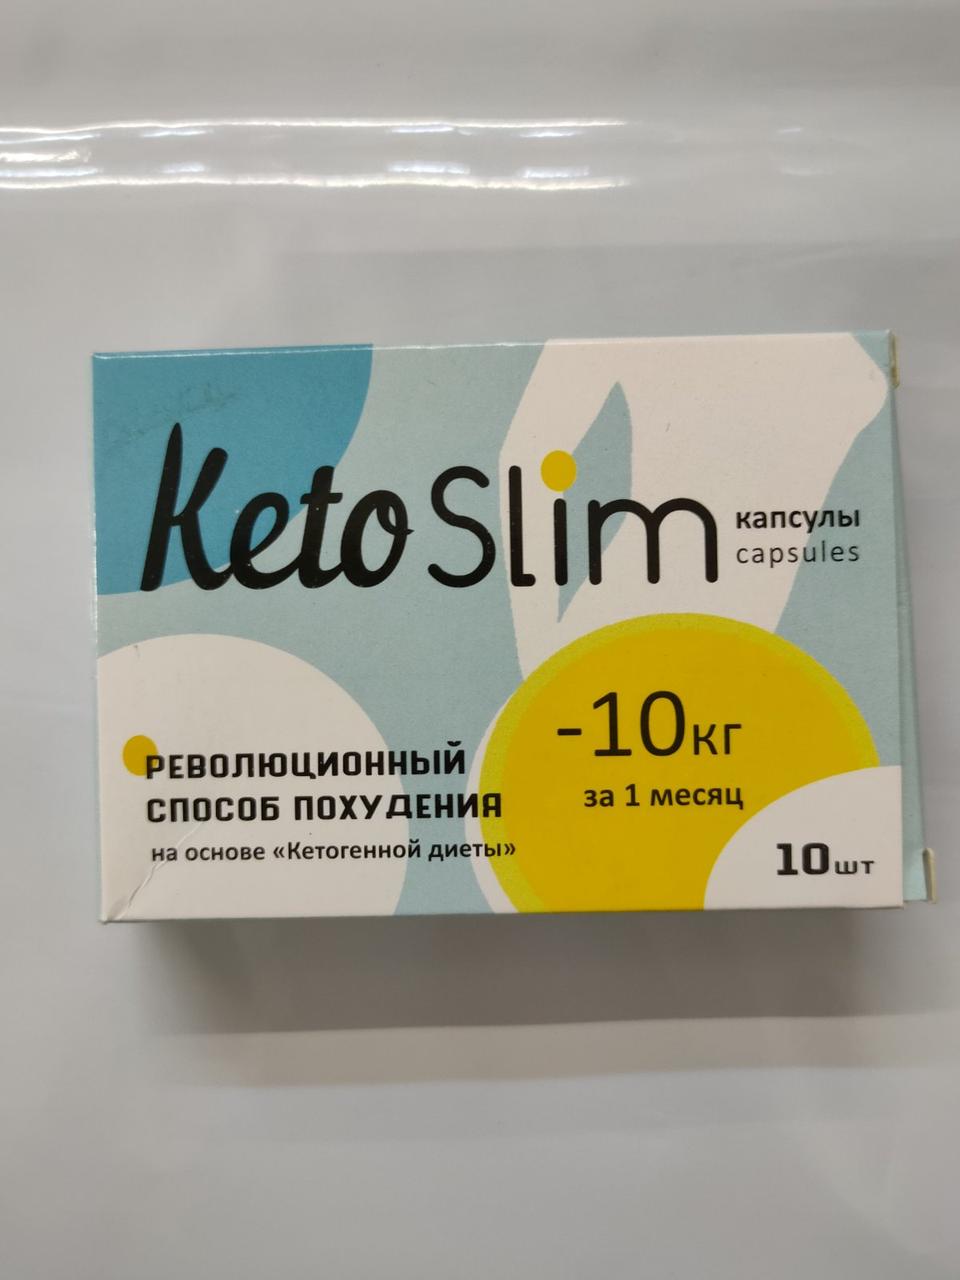 Keto Slim
капсулы
capsules
-10кг
за 1 месяц
РЕВОЛЮЦИОННЫЙ
СПОСОБ ПОХУДЕНИЯ
на основе «Кетогенной диеты»
10шт